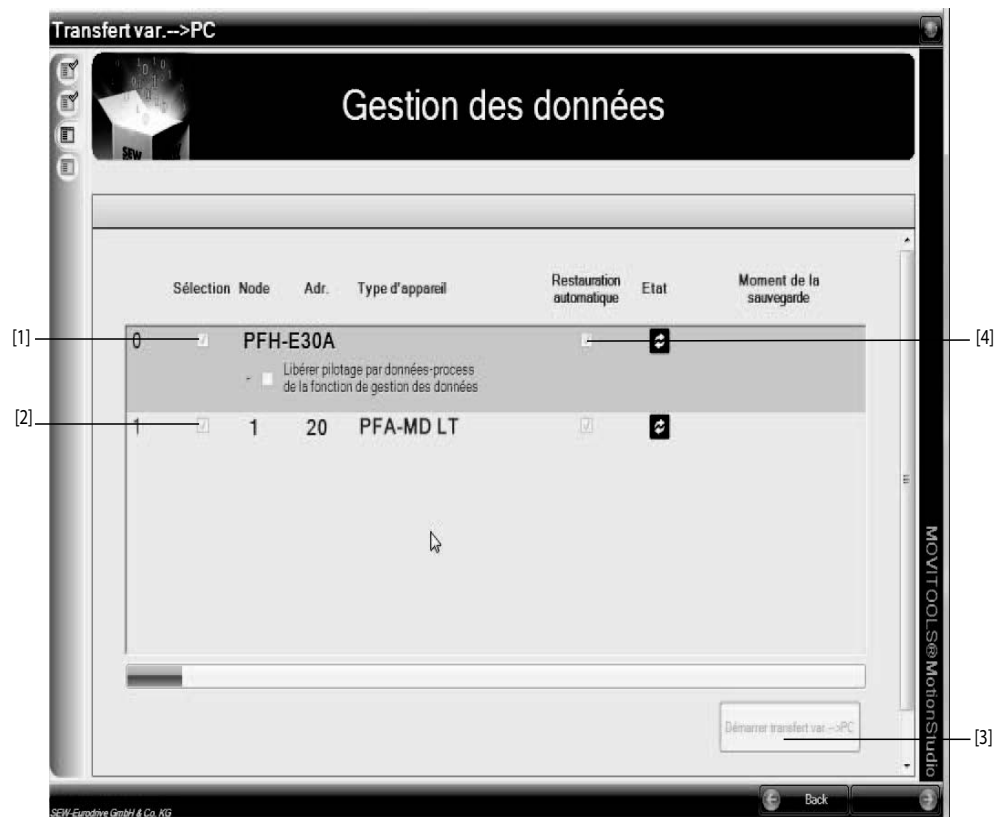 Transfert var.-->PC
Gestion des données
SEW
Sélection Node Adr. Type d'appareil Restauration automatique Etat Moment de la sauvegarde
[1] 0 PFH-E30A [4]
- Libérer pilotage par données-process
de la fonction de gestion des données
[2] 1 1 20 PFA-MD LT
MOVITOOLS®MotionStudio
Démarrer transfert var.-->PC [3]
Back
SEW-Eurodrive GmbH & Co. KG